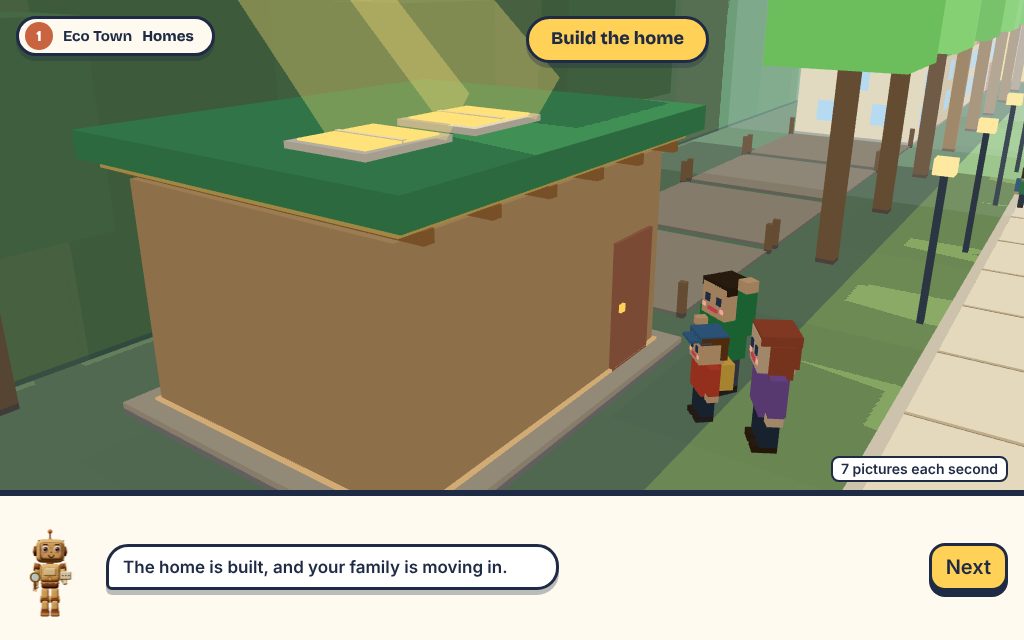 1 Eco Town Homes
Build the home
7 pictures each second
The home is built, and your family is moving in.
Next